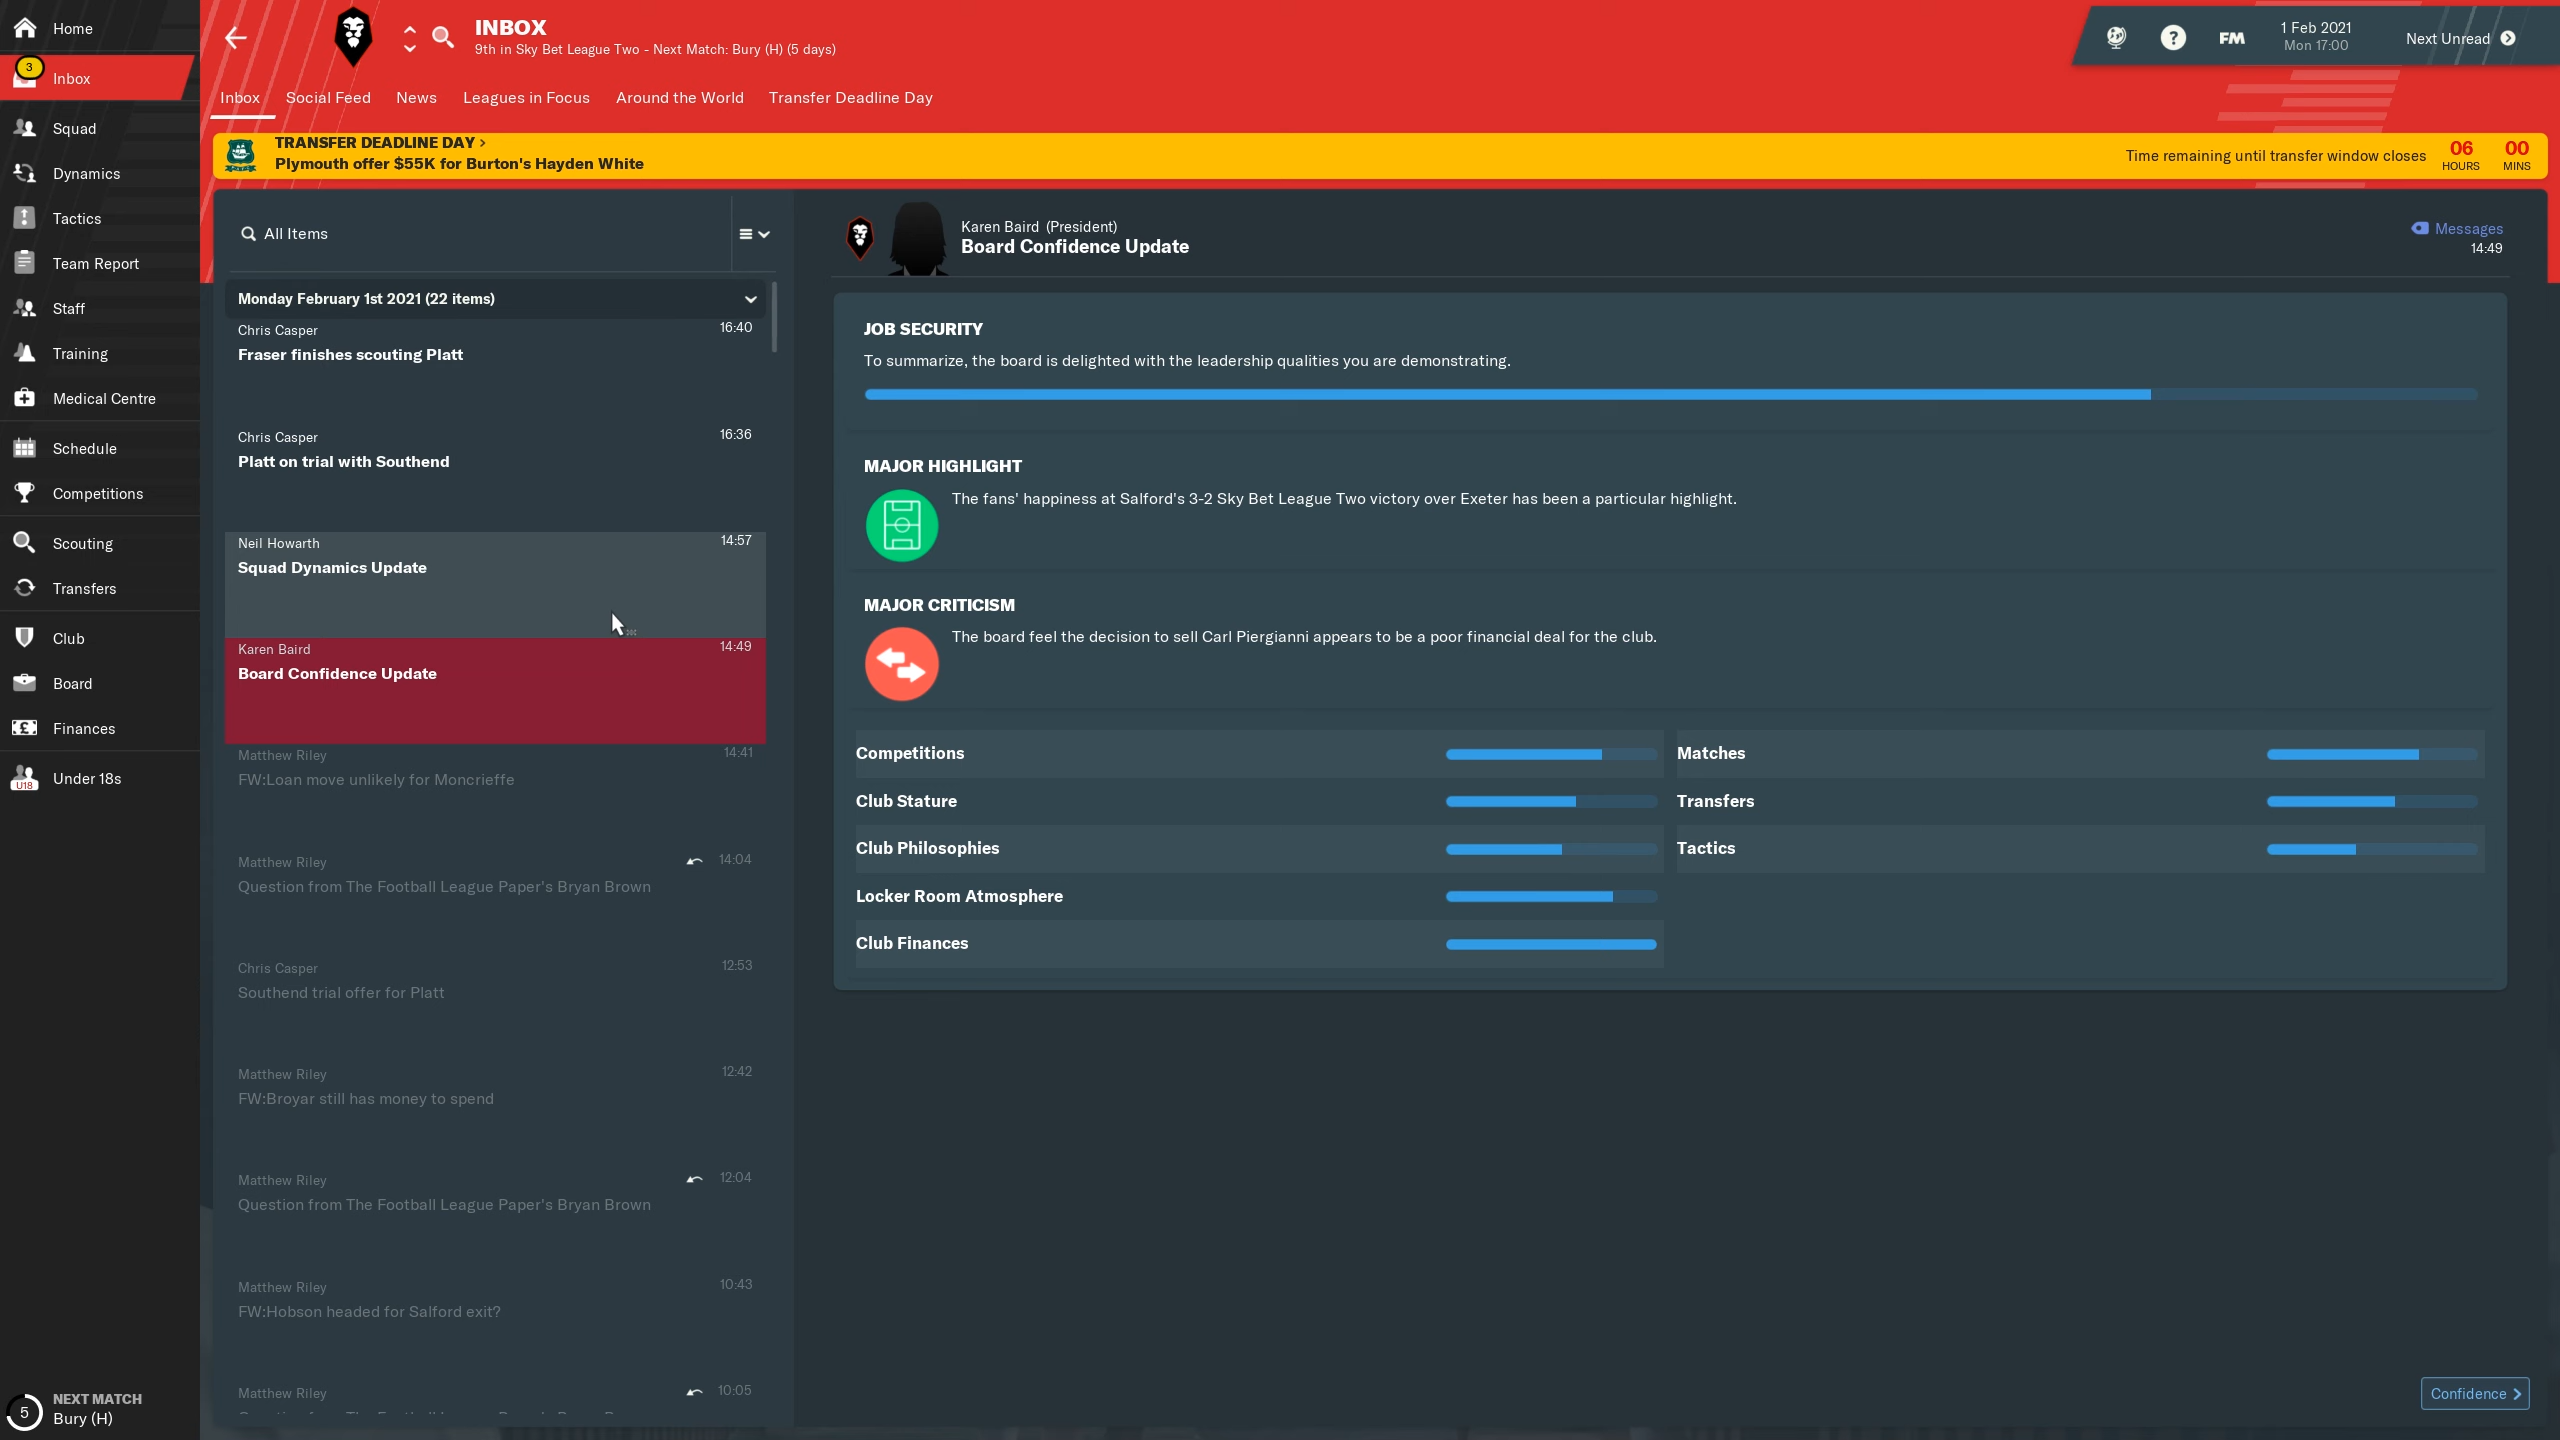 Home
3
Inbox
Squad
Dynamics
Tactics
Team Report
Staff
Training
Medical Centre
Schedule
Competitions
Scouting
Transfers
Club
Board
Finances
U18
Under 18s
5
NEXT MATCH
Bury (H)
INBOX
9th in Sky Bet League Two - Next Match: Bury (H) (5 days)
?
FM
1 Feb 2021
Mon 17:00
Next Unread
Inbox
Social Feed
News
Leagues in Focus
Around the World
Transfer Deadline Day
TRANSFER DEADLINE DAY >
Plymouth offer $55K for Burton's Hayden White
Time remaining until transfer window closes
06
HOURS
00
MINS
All Items
Monday February 1st 2021 (22 items)
Chris Casper
16:40
Fraser finishes scouting Platt
Chris Casper
16:36
Platt on trial with Southend
Neil Howarth
14:57
Squad Dynamics Update
Karen Baird
14:49
Board Confidence Update
Matthew Riley
14:41
FW:Loan move unlikely for Moncrieffe
Matthew Riley
14:04
Question from The Football League Paper's Bryan Brown
Chris Casper
12:53
Southend trial offer for Platt
Matthew Riley
12:42
FW:Broyar still has money to spend
Matthew Riley
12:04
Question from The Football League Paper's Bryan Brown
Matthew Riley
10:43
FW:Hobson headed for Salford exit?
Matthew Riley
10:05
Karen Baird (President)
Board Confidence Update
Messages
14:49
JOB SECURITY
To summarize, the board is delighted with the leadership qualities you are demonstrating.
MAJOR HIGHLIGHT
The fans' happiness at Salford's 3-2 Sky Bet League Two victory over Exeter has been a particular highlight.
MAJOR CRITICISM
The board feel the decision to sell Carl Piergianni appears to be a poor financial deal for the club.
Competitions
Matches
Club Stature
Transfers
Club Philosophies
Tactics
Locker Room Atmosphere
Club Finances
Confidence >